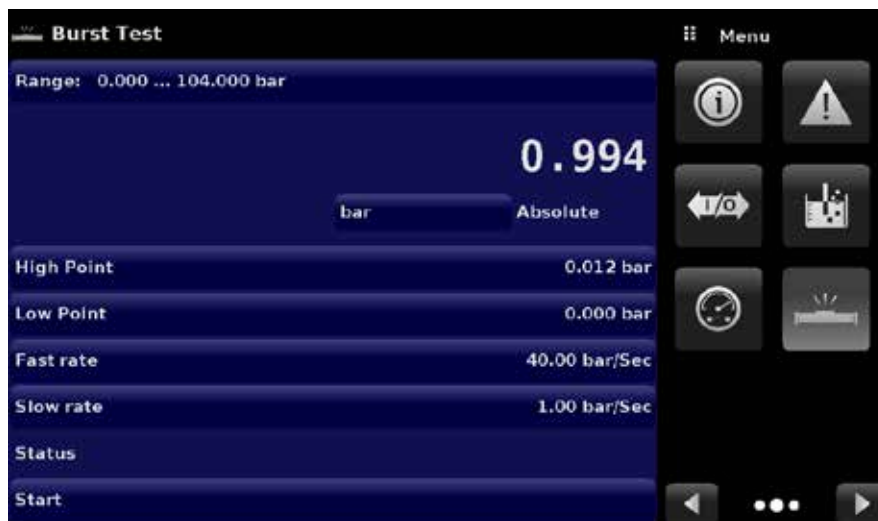 Burst Test
Menu
Range: 0.000 ... 104.000 bar
0.994
bar Absolute
I/O
High Point 0.012 bar
Low Point 0.000 bar
Fast rate 40.00 bar/Sec
Slow rate 1.00 bar/Sec
Status
Start